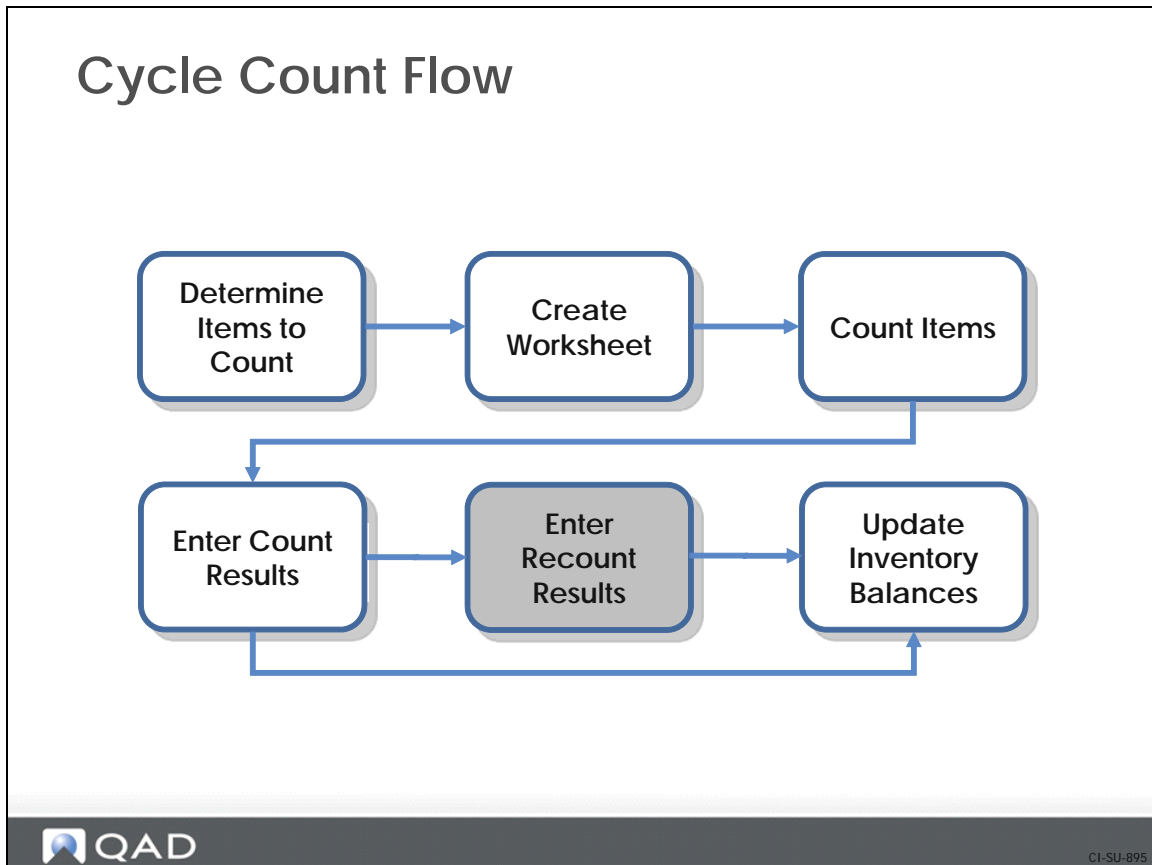 Cycle Count Flow
Determine
Items to
Count
Create
Worksheet
Count Items
Enter Count
Results
Enter
Recount
Results
Update
Inventory
Balances
QAD
CI-SU-895